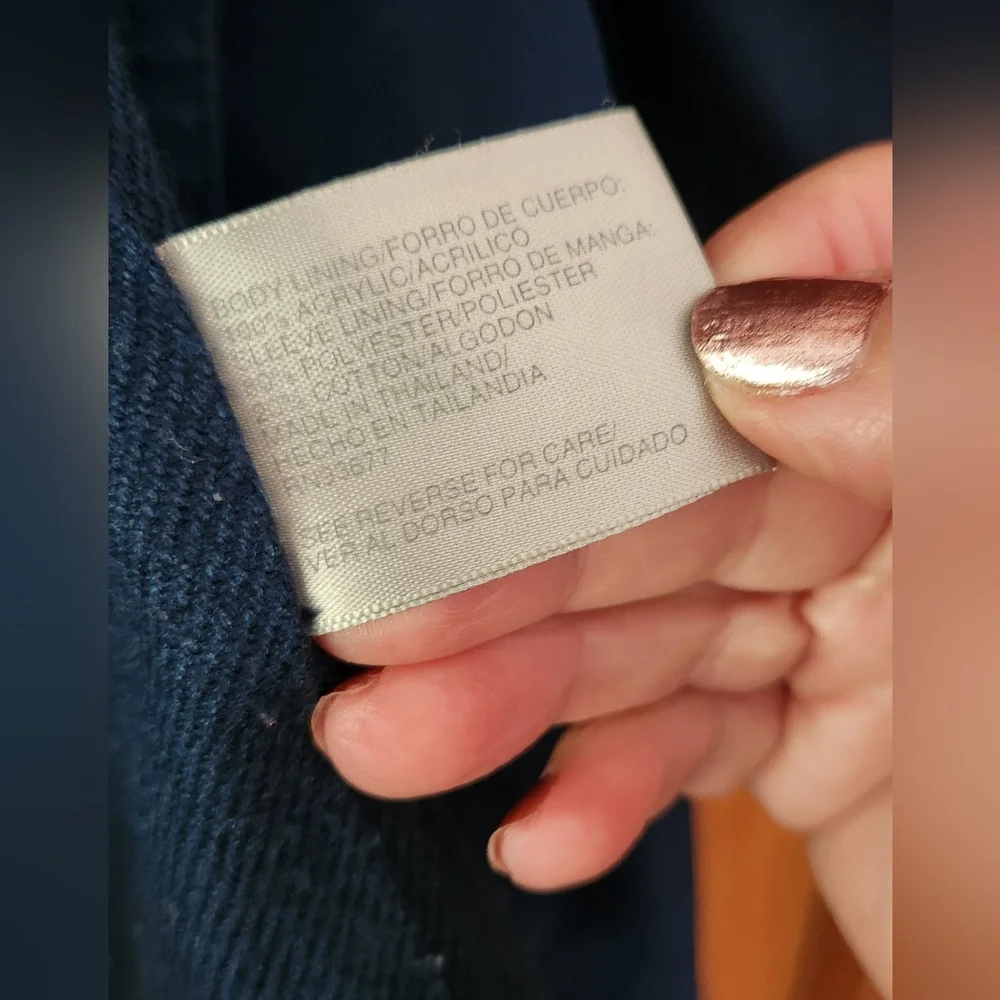 BODY LINING/FORRO DE CUERPO:
100% ACRYLIC/ACRILICO
SLEEVE LINING/FORRO DE MANGA:
POLYESTER/POLIESTER
COTTON/ALGODON
MADE IN THAILAND/
HECHO EN TAILANDIA
RN93677
SEE REVERSE FOR CARE/
VER AL DORSO PARA CUIDADO